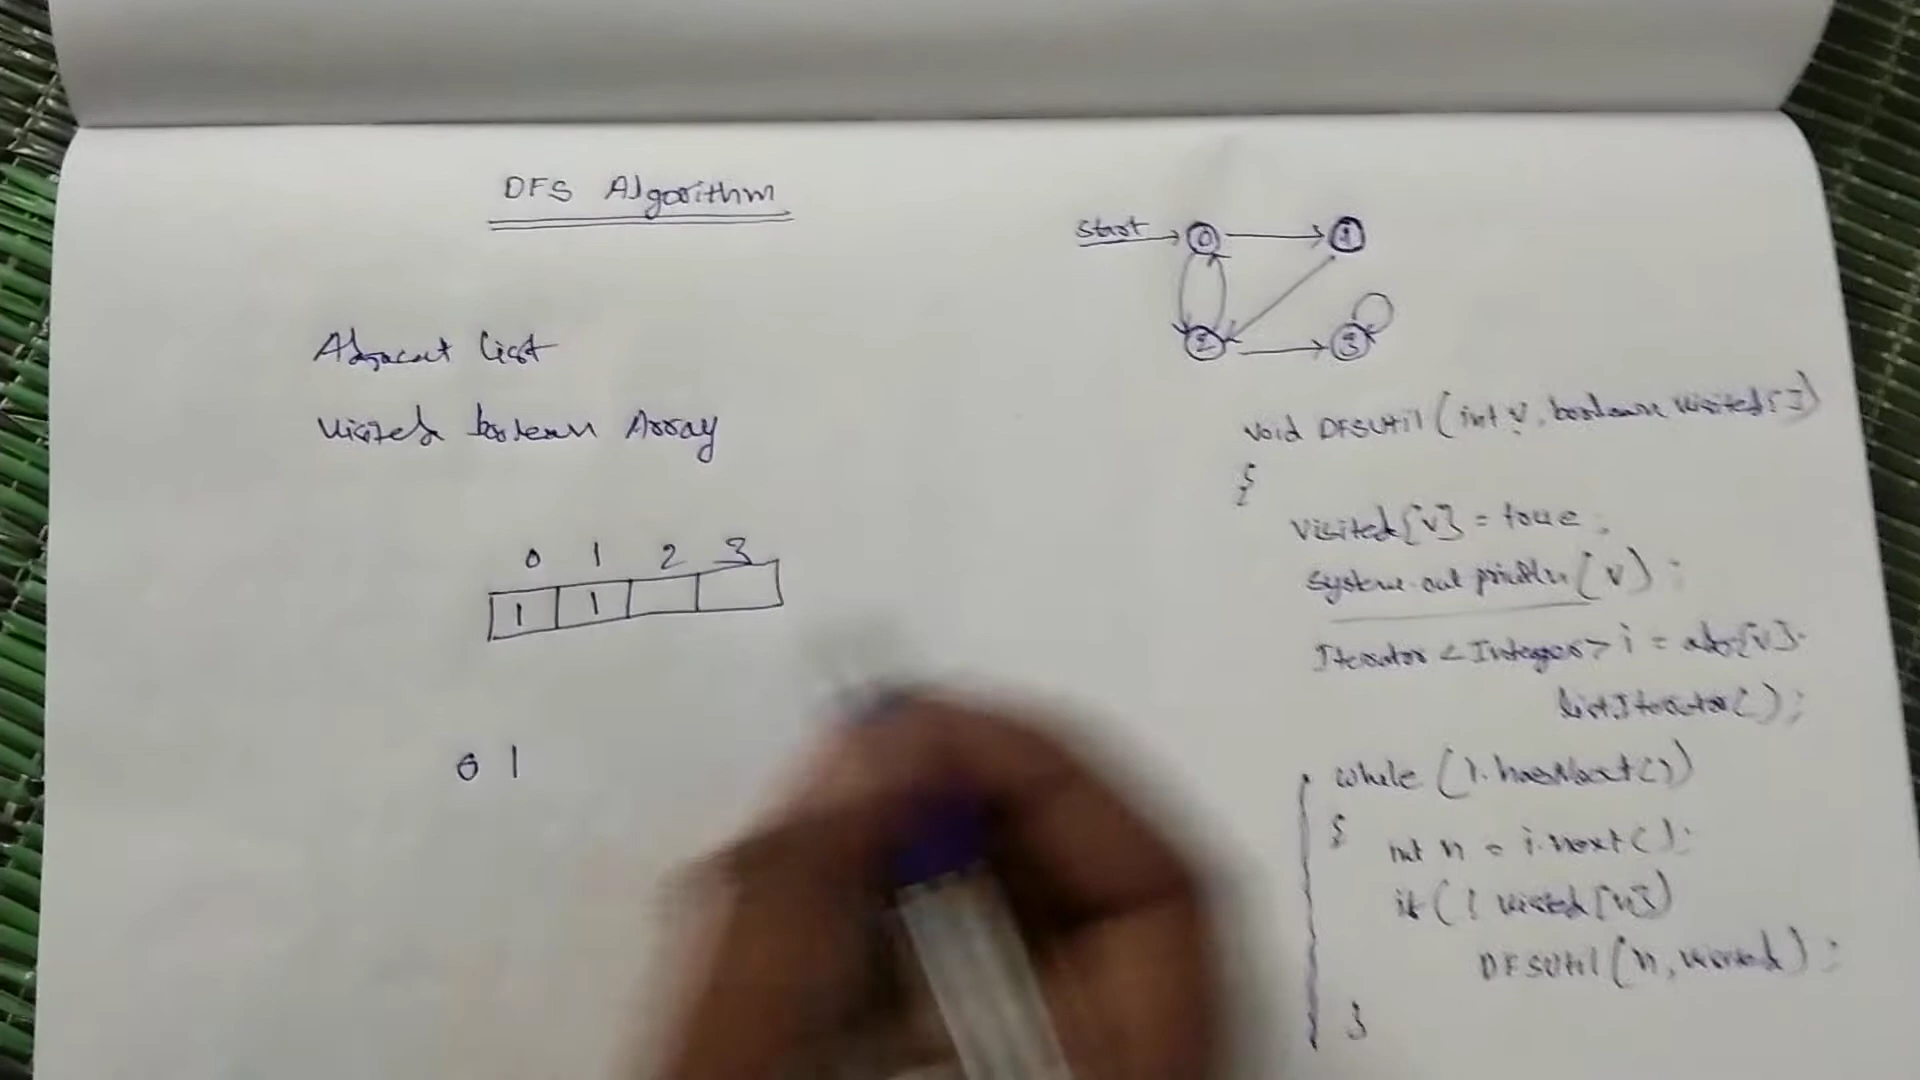 DFS Algorithm
start
0
1
2
3
Adjacent list
visited boolean Array
0 1 2 3
1 1
0 1
void DFSUtil (int v, boolean visited[])
{
visited[v] = true;
system.out.println(v);
Iterator <Integer> i = adj[v].
listIterator();
while (i.hasNext())
{
int n = i.next();
if (! visited[n])
DFSUtil(n, visited);
}